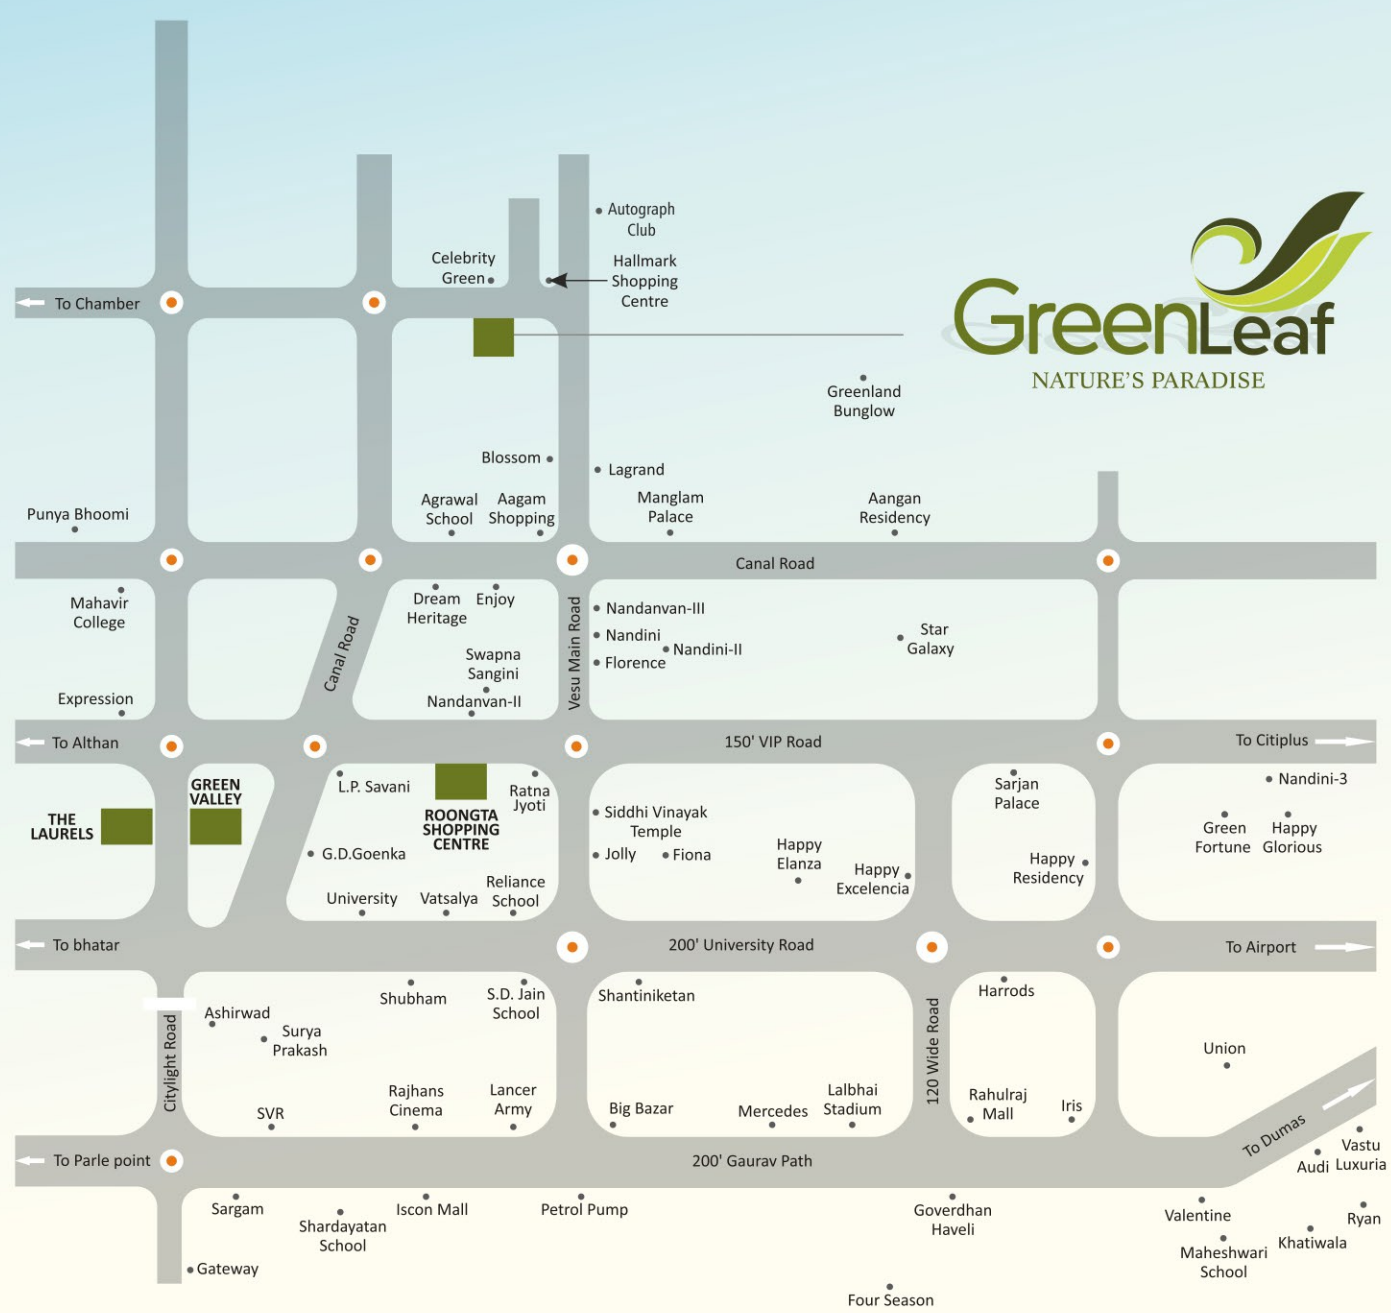 Autograph
Club
Celebrity
Green
Hallmark
Shopping
Centre
To Chamber
GreenLeaf
NATURE'S PARADISE
Greenland
Bunglow
Blossom
Lagrand
Agrawal
School
Aagam
Shopping
Manglam
Palace
Aangan
Residency
Punya Bhoomi
Canal Road
Mahavir
College
Dream
Heritage
Enjoy
Canal Road
Vesu Main Road
Nandanvan-III
Nandini
Nandini-II
Florence
Star
Galaxy
Swapna
Sangini
Nandanvan-II
Expression
To Althan
150' VIP Road
To Citiplus
GREEN
VALLEY
THE
LAURELS
L.P. Savani
ROONGTA
SHOPPING
CENTRE
Ratna
Jyoti
Siddhi Vinayak
Temple
Sarjan
Palace
Nandini-3
Green
Fortune
Happy
Glorious
G.D.Goenka
Jolly
Fiona
Happy
Elanza
Happy
Excelencia
Happy
Residency
University
Vatsalya
Reliance
School
To bhatar
200' University Road
To Airport
Shubham
S.D. Jain
School
Shantiniketan
Harrods
Ashirwad
Surya
Prakash
Citylight Road
120 Wide Road
Union
SVR
Rajhans
Cinema
Lancer
Army
Big Bazar
Mercedes
Lalbhai
Stadium
Rahulraj
Mall
Iris
To Dumas
Vastu
Luxuria
Audi
To Parle point
200' Gaurav Path
Sargam
Shardayatan
School
Iscon Mall
Petrol Pump
Goverdhan
Haveli
Valentine
Ryan
Khatiwala
Maheshwari
School
Gateway
Four Season